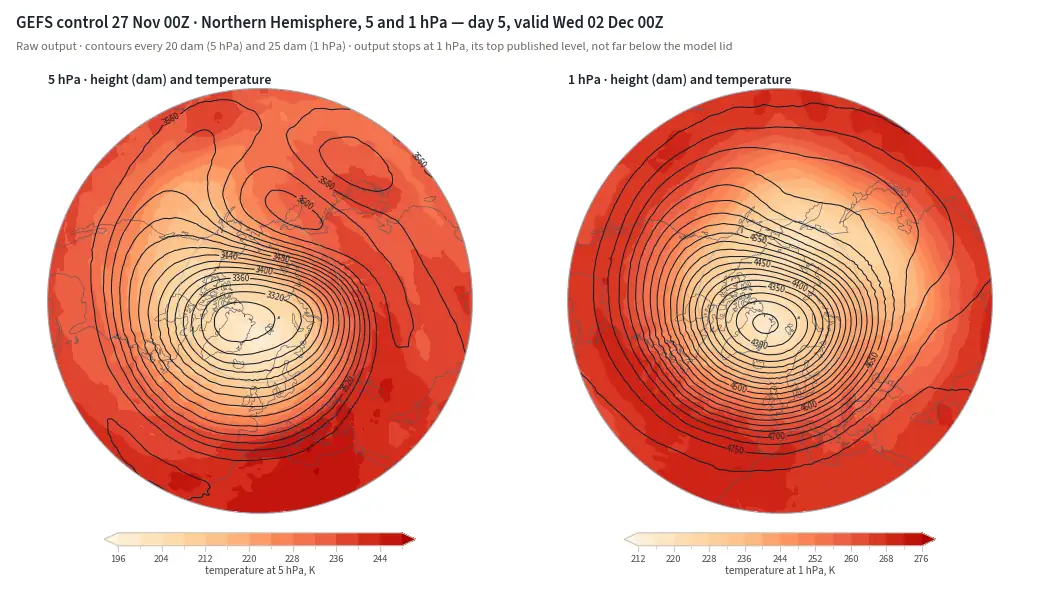 GEFS control 27 Nov 00Z · Northern Hemisphere, 5 and 1 hPa — day 5, valid Wed 02 Dec 00Z
Raw output · contours every 20 dam (5 hPa) and 25 dam (1 hPa) · output stops at 1 hPa, its top published level, not far below the model lid
5 hPa · height (dam) and temperature
1 hPa · height (dam) and temperature
3560
3560
3580
3600
3440
3480
3400
3360
3320
4550
4450
4350
4400
4300
4650
4500
4600
4700
4750
196 204 212 220 228 236 244
temperature at 5 hPa, K
212 220 228 236 244 252 260 268 276
temperature at 1 hPa, K